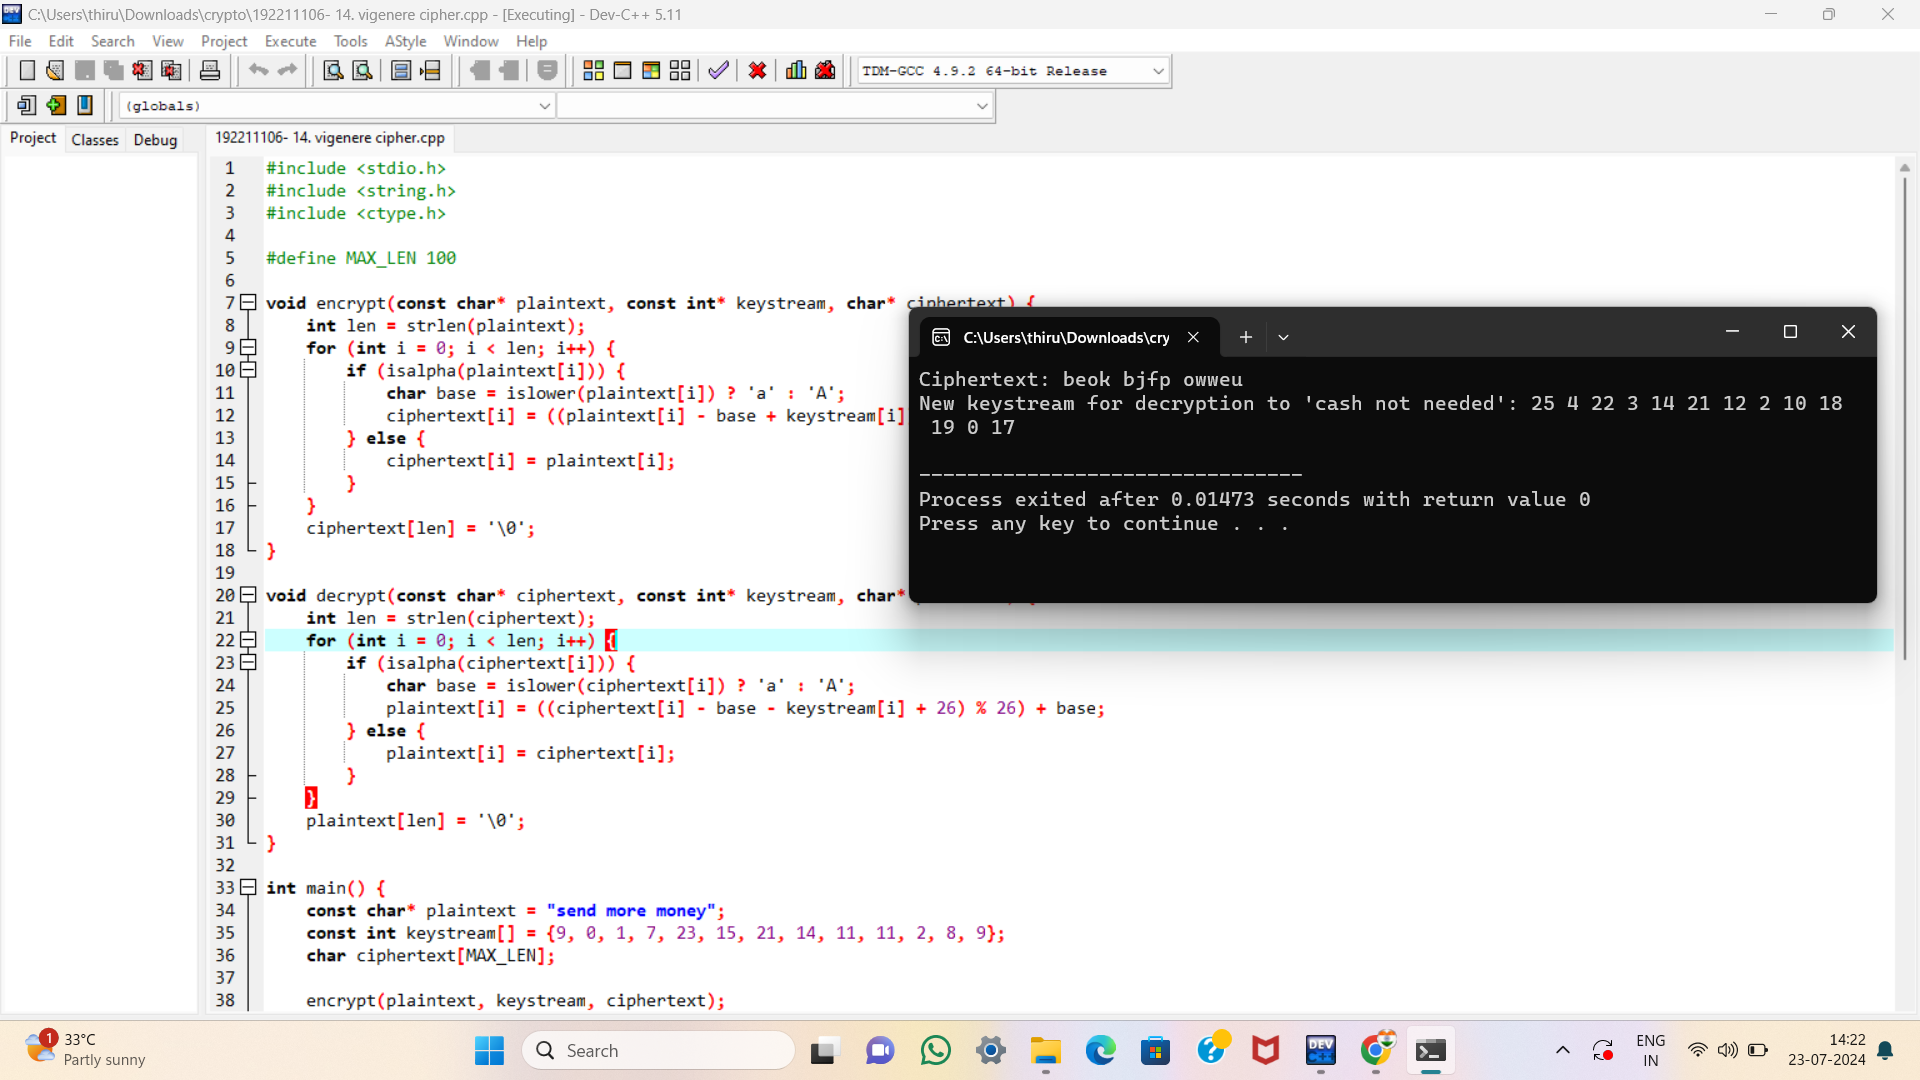 C:\Users\thiru\Downloads\crypto\192211106- 14. vigenere cipher.cpp - [Executing] - Dev-C++ 5.11
File Edit Search View Project Execute Tools AStyle Window Help
TDM-GCC 4.9.2 64-bit Release
(globals)
Project Classes Debug
192211106- 14. vigenere cipher.cpp
1 #include <stdio.h>
2 #include <string.h>
3 #include <ctype.h>
4
5 #define MAX_LEN 100
6
7 void encrypt(const char* plaintext, const int* keystream, char* ciphertext) {
8 int len = strlen(plaintext);
9 for (int i = 0; i < len; i++) {
10 if (isalpha(plaintext[i])) {
11 char base = islower(plaintext[i]) ? 'a' : 'A';
12 ciphertext[i] = ((plaintext[i] - base + keystream[i]
13 } else {
14 ciphertext[i] = plaintext[i];
15 }
16 }
17 ciphertext[len] = '\0';
18 }
19
20 void decrypt(const char* ciphertext, const int* keystream, char*
21 int len = strlen(ciphertext);
22 for (int i = 0; i < len; i++) {
23 if (isalpha(ciphertext[i])) {
24 char base = islower(ciphertext[i]) ? 'a' : 'A';
25 plaintext[i] = ((ciphertext[i] - base - keystream[i] + 26) % 26) + base;
26 } else {
27 plaintext[i] = ciphertext[i];
28 }
29 }
30 plaintext[len] = '\0';
31 }
32
33 int main() {
34 const char* plaintext = "send more money";
35 const int keystream[] = {9, 0, 1, 7, 23, 15, 21, 14, 11, 11, 2, 8, 9};
36 char ciphertext[MAX_LEN];
37
38 encrypt(plaintext, keystream, ciphertext);
C:\Users\thiru\Downloads\cry
Ciphertext: beok bjfp owweu
New keystream for decryption to 'cash not needed': 25 4 22 3 14 21 12 2 10 18
19 0 17
--------------------------------
Process exited after 0.01473 seconds with return value 0
Press any key to continue . . .
1
33°C
Partly sunny
Search
DEV
ENG
IN
14:22
23-07-2024